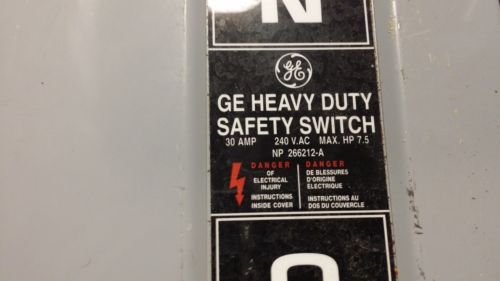 N
GE
GE HEAVY DUTY
SAFETY SWITCH
30 AMP 240 V.AC MAX. HP 7.5
NP 266212-A
DANGER
OF
ELECTRICAL
INJURY
INSTRUCTIONS
INSIDE COVER
DANGER
DE BLESSURES
D'ORIGINE
ELECTRIQUE
INSTRUCTIONS AU
DOS DU COUVERCLE